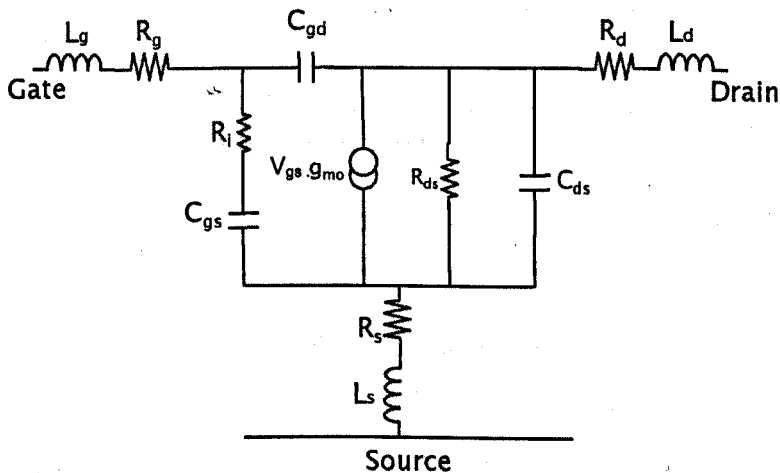 Lg
Rg
Cgd
Rd
Ld
Gate
Drain
Ri
Vgs.gmo
Rds
Cds
Cgs
Rs
Ls
Source